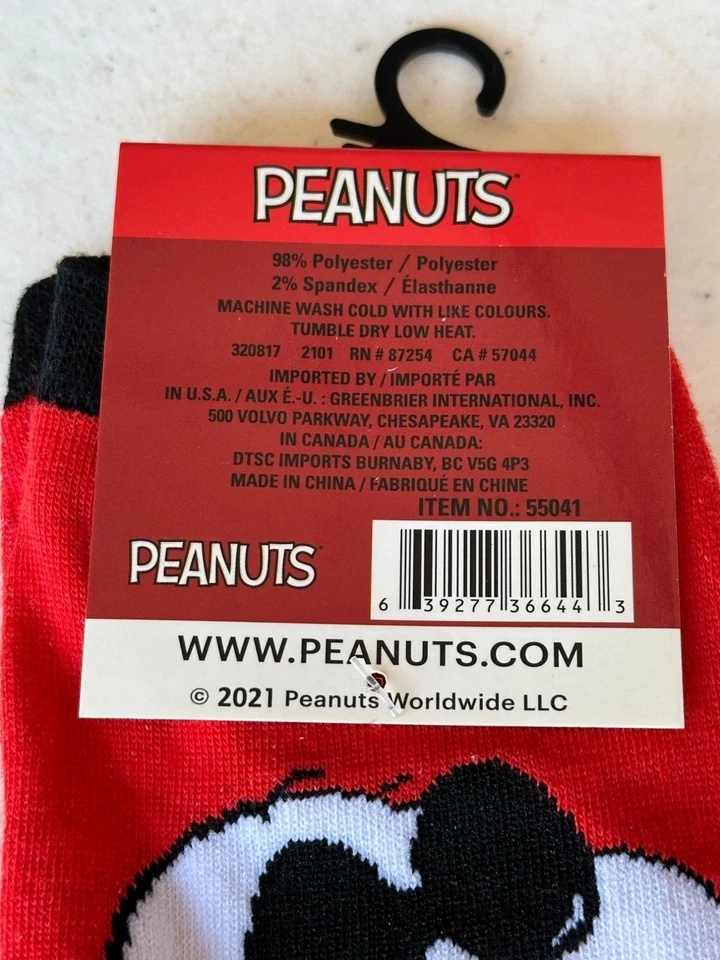 PEANUTS
98% Polyester / Polyester
2% Spandex / Élasthanne
MACHINE WASH COLD WITH LIKE COLOURS.
TUMBLE DRY LOW HEAT.
320817 2101 RN # 87254 CA # 57044
IMPORTED BY / IMPORTÉ PAR
IN U.S.A. / AUX É.-U. : GREENBRIER INTERNATIONAL, INC.
500 VOLVO PARKWAY, CHESAPEAKE, VA 23320
IN CANADA / AU CANADA:
DTSC IMPORTS BURNABY, BC V5G 4P3
MADE IN CHINA / FABRIQUÉ EN CHINE
ITEM NO.: 55041
PEANUTS
6 39277 36644 3
WWW.PEANUTS.COM
© 2021 Peanuts Worldwide LLC